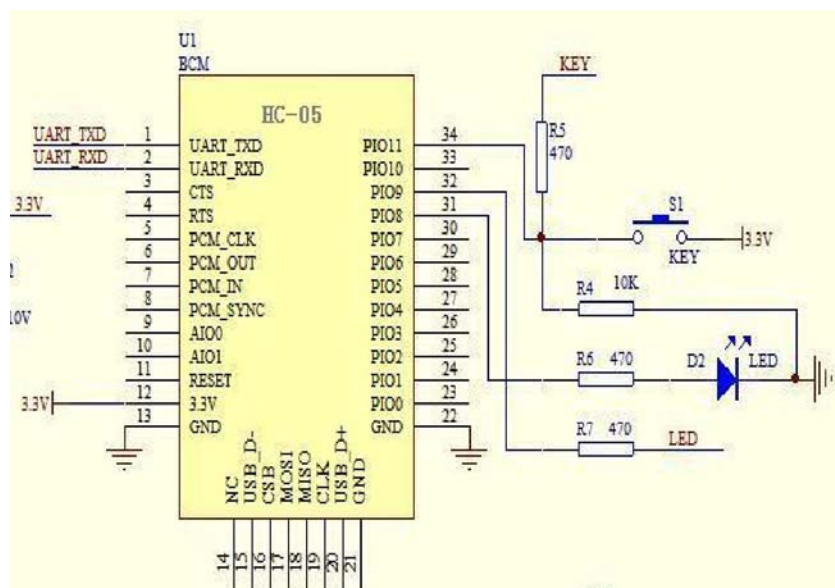 U1
BCM
HC-05
UART_TXD
UART_RXD
3.3V
10V
3.3V
1 UART_TXD
2 UART_RXD
3 CTS
4 RTS
5 PCM_CLK
6 PCM_OUT
7 PCM_IN
8 PCM_SYNC
9 AIO0
10 AIO1
11 RESET
12 3.3V
13 GND
PIO11 34
PIO10 33
PIO9 32
PIO8 31
PIO7 30
PIO6 29
PIO5 28
PIO4 27
PIO3 26
PIO2 25
PIO1 24
PIO0 23
GND 22
NC 14
USB_D- 15
CSB 16
MOSI 17
MISO 18
CLK 19
USB_D+ 20
GND 21
KEY
R5
470
S1
KEY
3.3V
R4 10K
R6 470 D2 LED
R7 470 LED